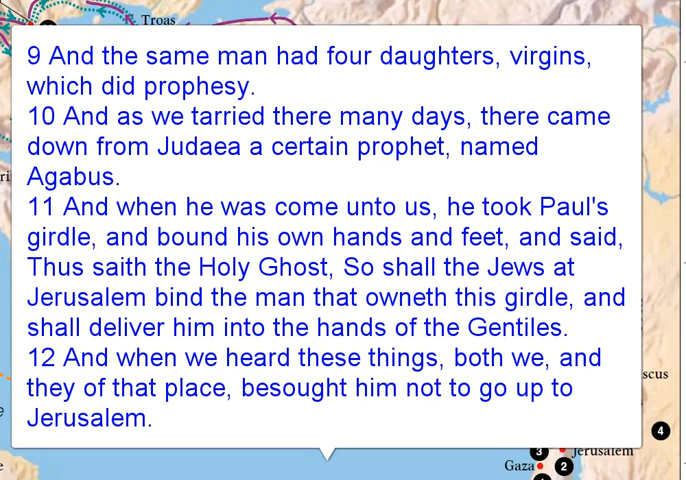 Troas
9 And the same man had four daughters, virgins,
which did prophesy.
10 And as we tarried there many days, there came
down from Judaea a certain prophet, named
Agabus.
11 And when he was come unto us, he took Paul's
girdle, and bound his own hands and feet, and said,
Thus saith the Holy Ghost, So shall the Jews at
Jerusalem bind the man that owneth this girdle, and
shall deliver him into the hands of the Gentiles.
12 And when we heard these things, both we, and
they of that place, besought him not to go up to
Jerusalem.
scus
4
3 Jerusalem
Gaza 2